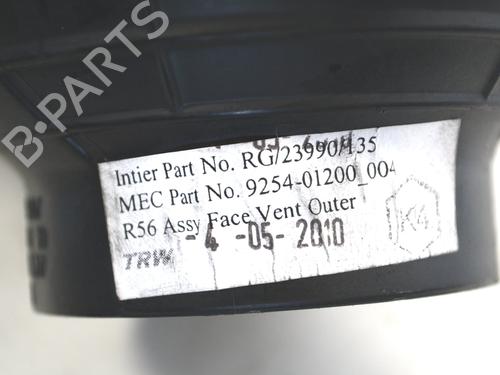 B-PARTS
Intier Part No. RG/23990/135
MEC Part No. 9254-01200_004
R56 Assy Face Vent Outer
-4 -05- 2010
TRW
K4